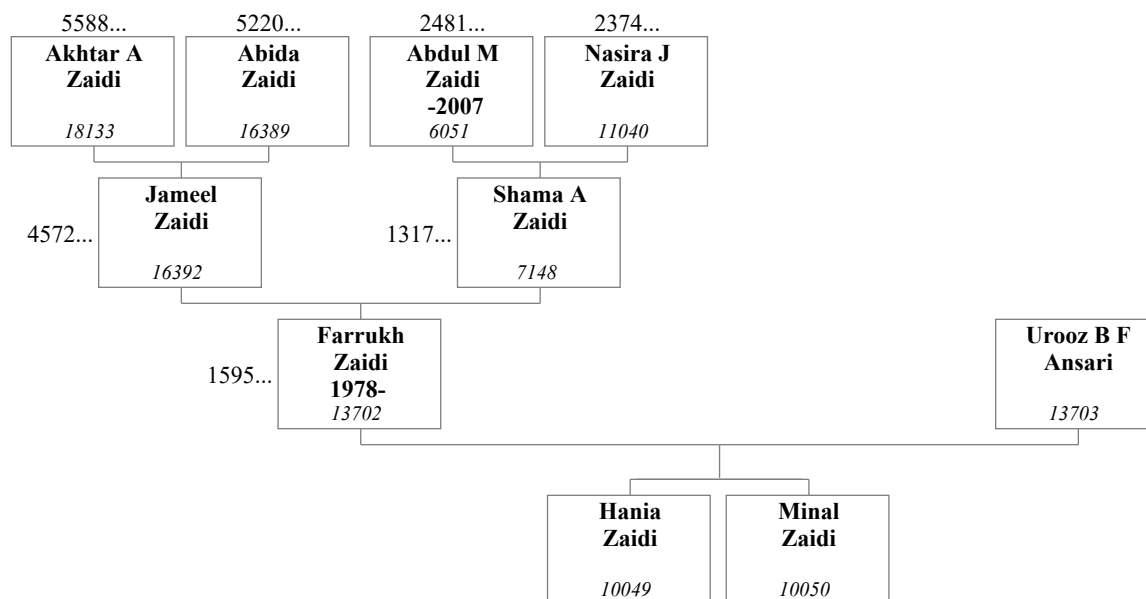 5588...
5220...
2481...
2374...
Akhtar A
Zaidi
18133
Abida
Zaidi
16389
Abdul M
Zaidi
-2007
6051
Nasira J
Zaidi
11040
4572...
Jameel
Zaidi
16392
1317...
Shama A
Zaidi
7148
1595...
Farrukh
Zaidi
1978-
13702
Urooz B F
Ansari
13703
Hania
Zaidi
10049
Minal
Zaidi
10050